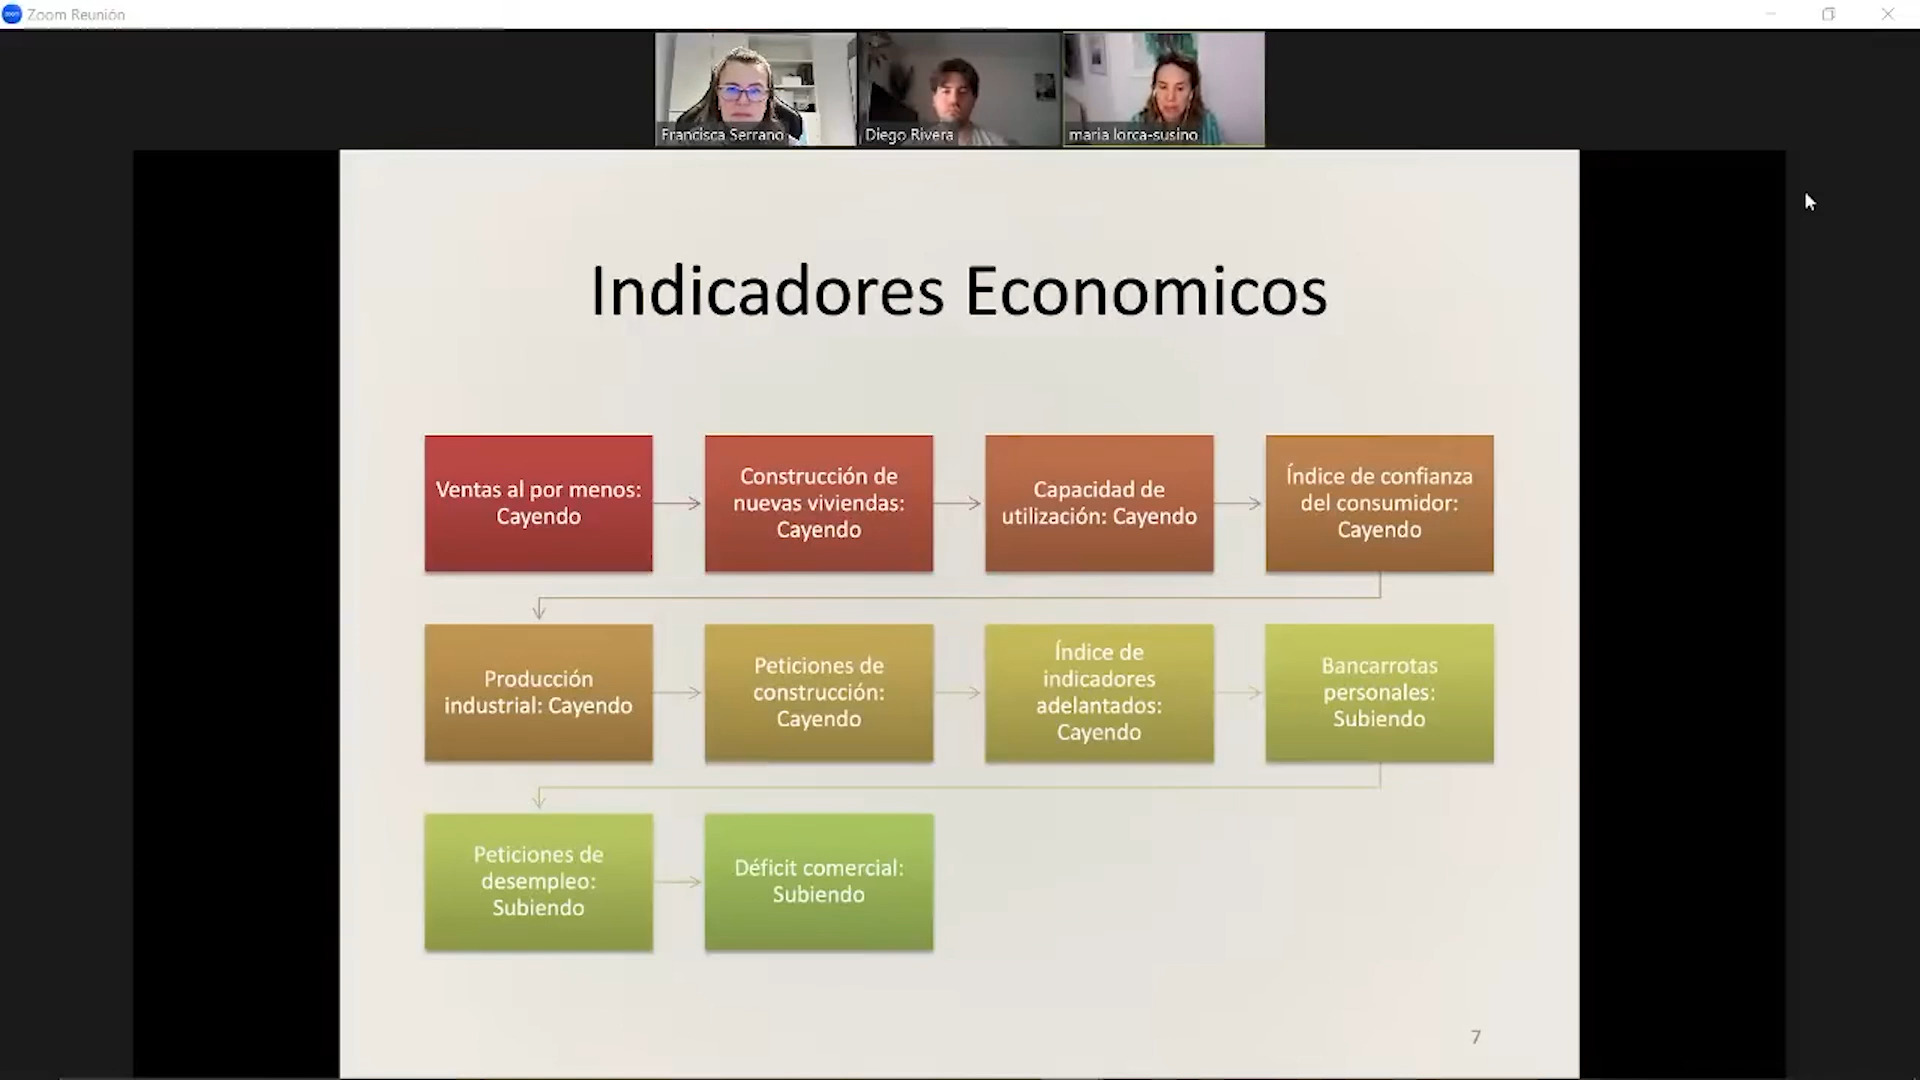 Zoom Reunión
Francisca Serrano
Diego Rivera
maria lorca-susino
Indicadores Economicos
Ventas al por menos:
Cayendo
Construcción de
nuevas viviendas:
Cayendo
Capacidad de
utilización: Cayendo
Índice de confianza
del consumidor:
Cayendo
Producción
industrial: Cayendo
Peticiones de
construcción:
Cayendo
Índice de
indicadores
adelantados:
Cayendo
Bancarrotas
personales:
Subiendo
Peticiones de
desempleo:
Subiendo
Déficit comercial:
Subiendo
7